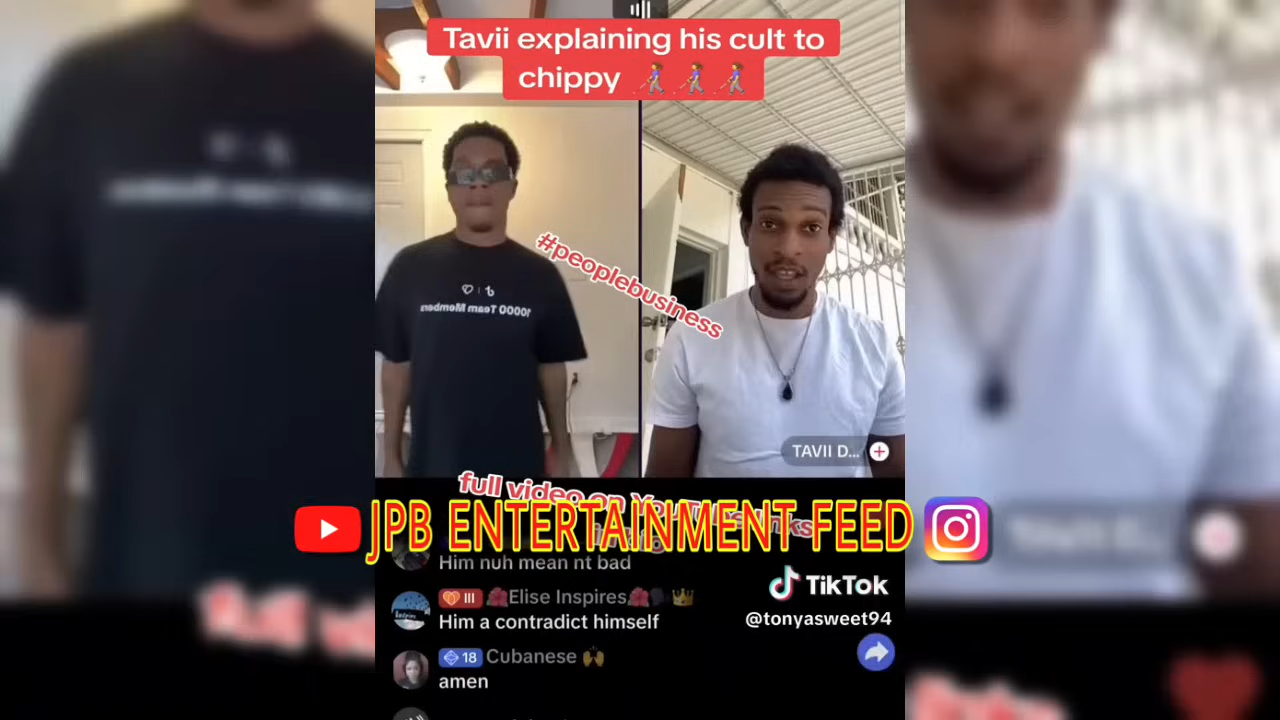 Tavii explaining his cult to
chippy
#peoplebusiness
10000 Team Members
TAVII D...
full video on
JPB ENTERTAINMENT FEED
Him nuh mean nt bad
III Elise Inspires
Him a contradict himself
TikTok
@tonyasweet94
18 Cubanese
amen